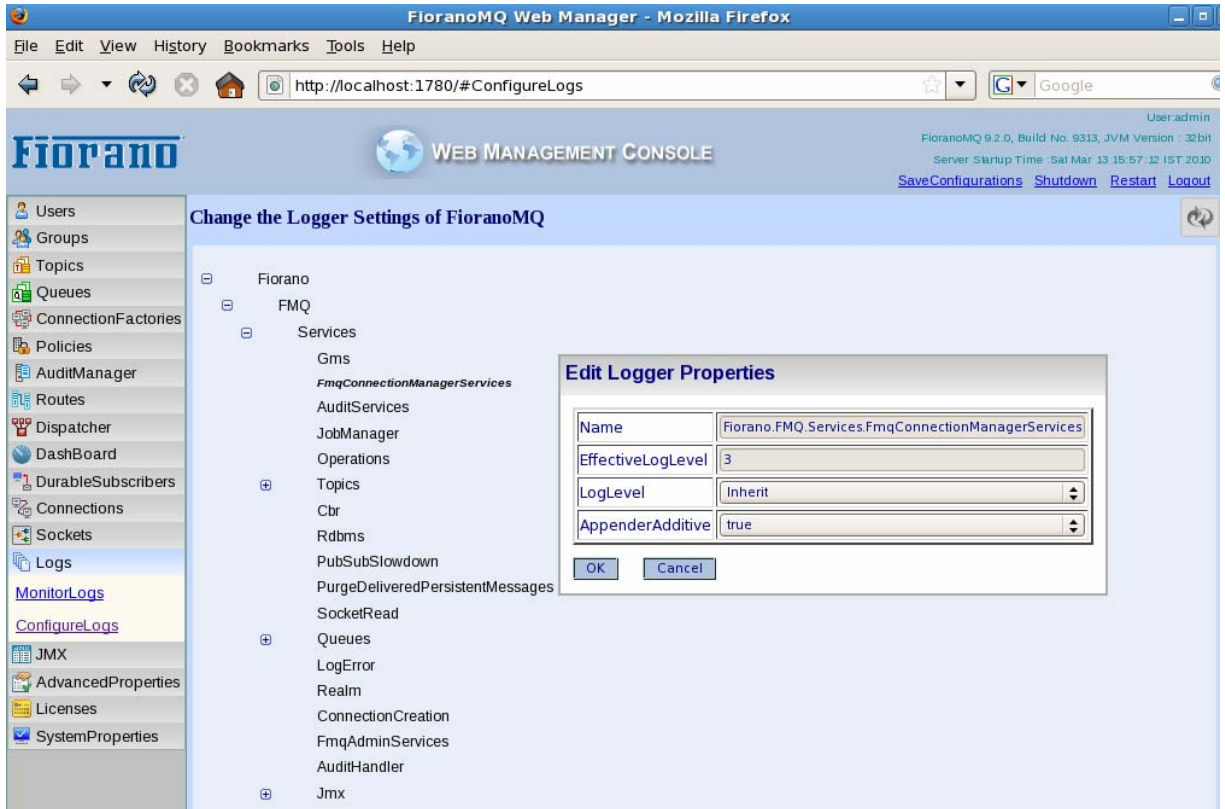 FioranoMQ Web Manager - Mozilla Firefox
File Edit View History Bookmarks Tools Help
http://localhost:1780/#ConfigureLogs
G Google
Fiorano
WEB MANAGEMENT CONSOLE
User:admin
FioranoMQ 9.2.0, Build No. 9313, JVM Version : 32bit
Server Startup Time :Sat Mar 13 15:57:12 IST 2010
SaveConfigurations Shutdown Restart Logout
Users
Groups
Topics
Queues
ConnectionFactories
Policies
AuditManager
Routes
Dispatcher
DashBoard
DurableSubscribers
Connections
Sockets
Logs
MonitorLogs
ConfigureLogs
JMX
AdvancedProperties
Licenses
SystemProperties
Change the Logger Settings of FioranoMQ
Fiorano
FMQ
Services
Gms
FmqConnectionManagerServices
AuditServices
JobManager
Operations
Topics
Cbr
Rdbms
PubSubSlowdown
PurgeDeliveredPersistentMessages
SocketRead
Queues
LogError
Realm
ConnectionCreation
FmqAdminServices
AuditHandler
Jmx
Edit Logger Properties
Name Fiorano.FMQ.Services.FmqConnectionManagerServices
EffectiveLogLevel 3
LogLevel Inherit
AppenderAdditive true
OK Cancel